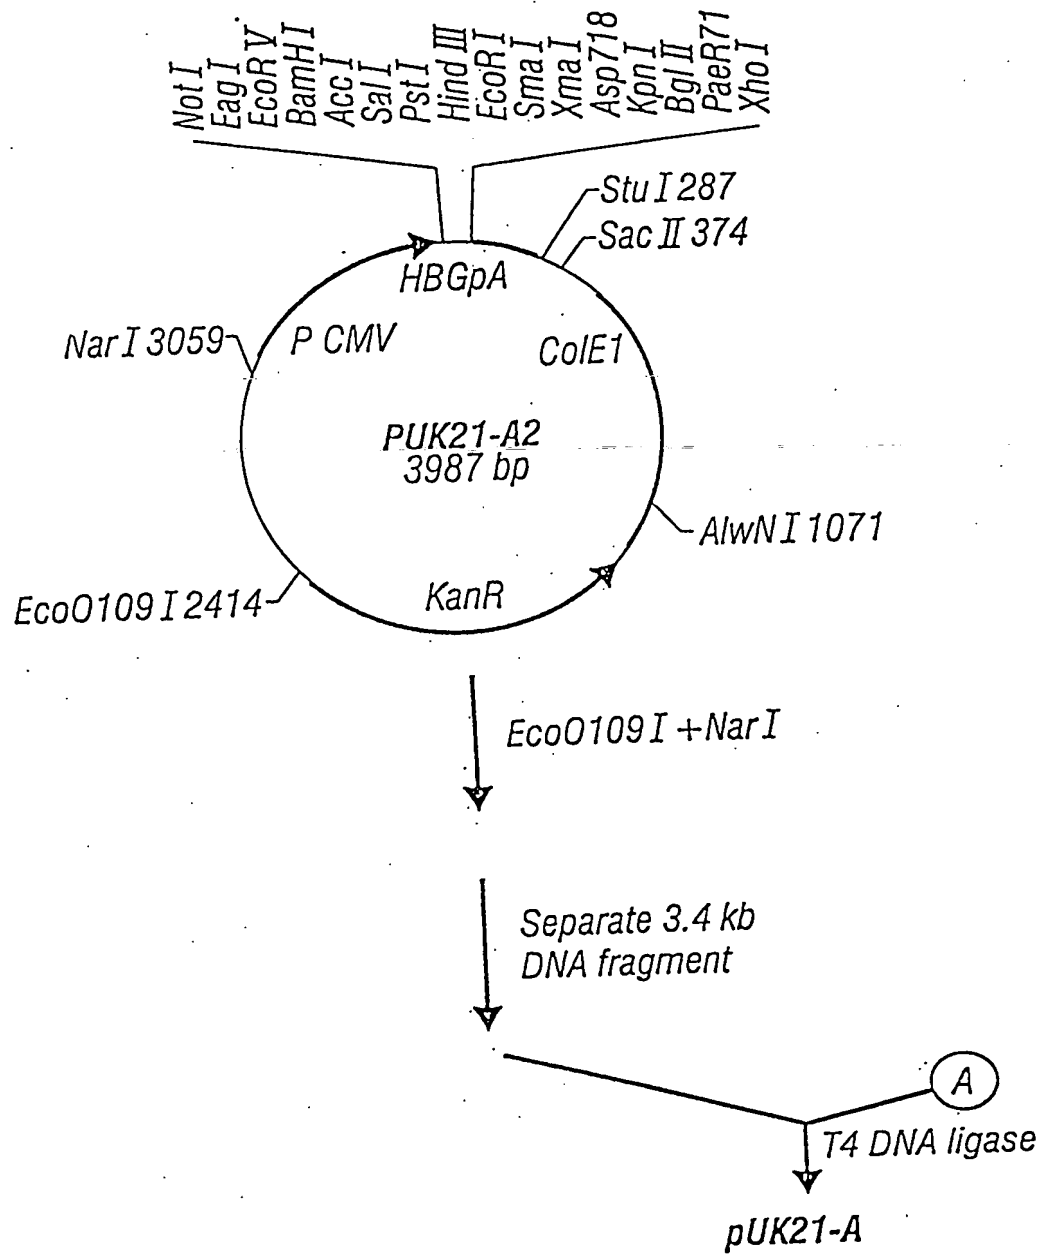 Not I
Eag I
EcoR V
BamH I
Acc I
Sal I
Pst I
Hind III
EcoR I
Sma I
Xma I
Asp718
Kpn I
Bgl II
PaeR71
Xho I
Stu I 287
Sac II 374
HBGpA
Nar I 3059
P CMV
ColE1
PUK21-A2
3987 bp
AlwN I 1071
KanR
EcoO109 I 2414
EcoO109 I + Nar I
Separate 3.4 kb
DNA fragment
A
T4 DNA ligase
pUK21-A